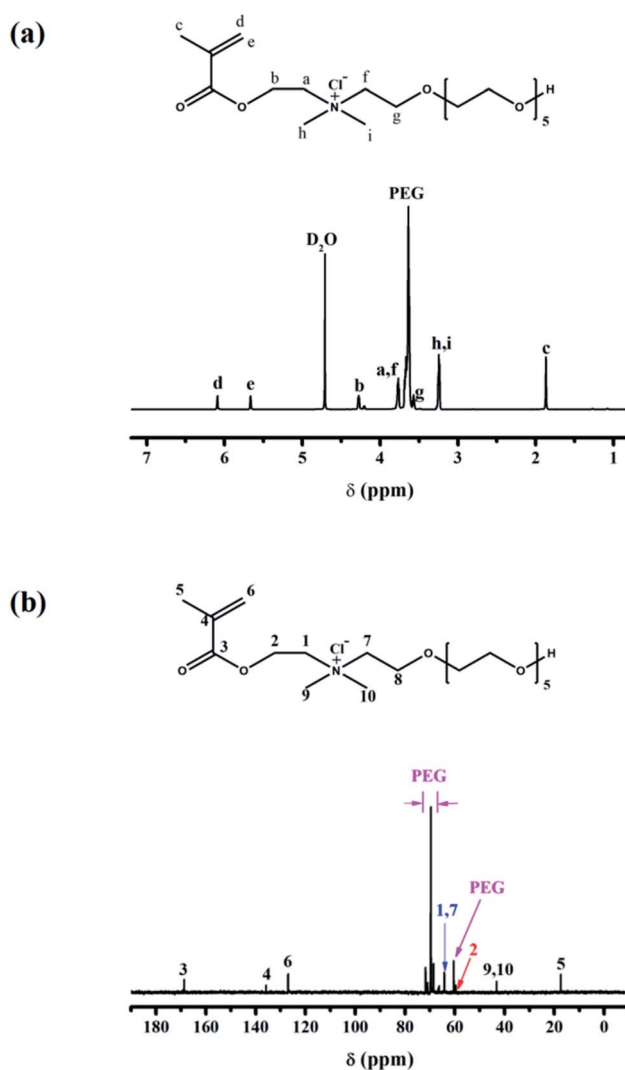 (a)
c
d
e
b
a
f
Cl⁻
O
O
N
+
O
O
H
5
h
i
g
PEG
D₂O
h,i
c
a,f
d
e
b
g
7
6
5
4
3
2
1
δ (ppm)
(b)
5
6
4
3
2
1
7
Cl⁻
O
O
N
+
O
O
H
5
9
10
8
PEG
PEG
1,7
2
3
4
6
9,10
5
180
160
140
120
100
80
60
40
20
0
δ (ppm)